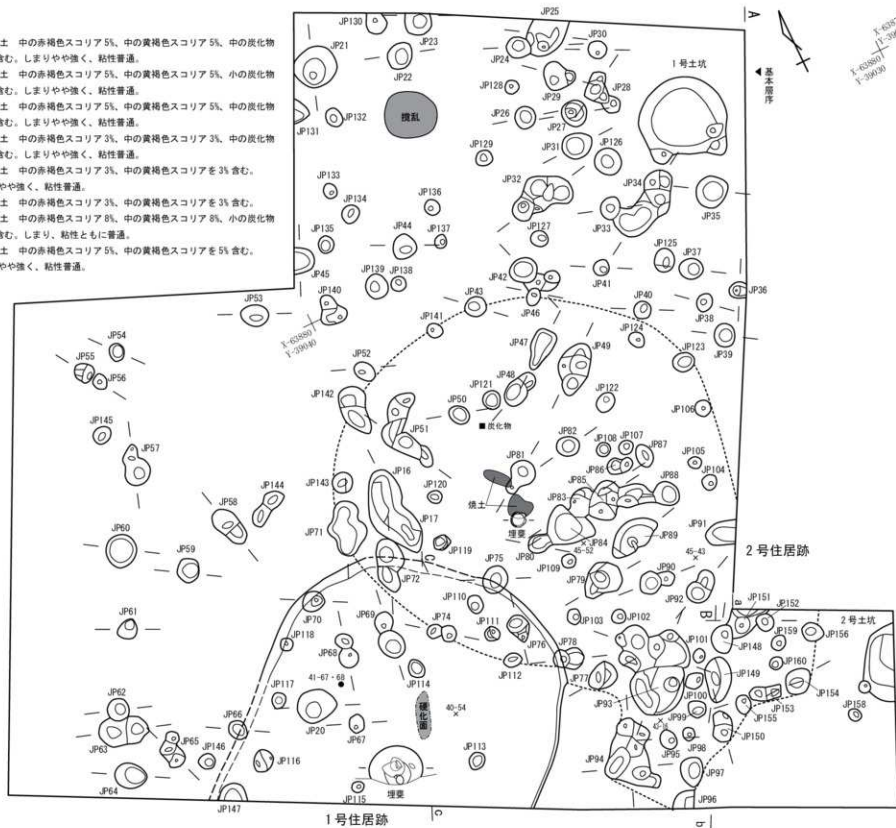 土　中の赤褐色スコリア 5%、中の黄褐色スコリア 5%、中の炭化物
含む。しまりやや強く、粘性普通。
土　中の赤褐色スコリア 5%、中の黄褐色スコリア 5%、小の炭化物
含む。しまりやや強く、粘性普通。
土　中の赤褐色スコリア 5%、中の黄褐色スコリア 5%、中の炭化物
含む。しまりやや強く、粘性普通。
土　中の赤褐色スコリア 3%、中の黄褐色スコリア 3%、中の炭化物
含む。しまりやや強く、粘性普通。
土　中の赤褐色スコリア 3%、中の黄褐色スコリアを 3% 含む。
やや強く、粘性普通。
土　中の赤褐色スコリア 3%、中の黄褐色スコリアを 3% 含む。
土　中の赤褐色スコリア 8%、中の黄褐色スコリア 8%、小の炭化物
含む。しまり、粘性ともに普通。
土　中の赤褐色スコリア 5%、中の黄褐色スコリアを 5% 含む。
やや強く、粘性普通。
JP130
JP23
JP25
A
JP21
JP22
JP24
JP30
1号土坑
X-63880
Y-39030
基本層序
JP128
JP29
JP28
JP131
JP132
撹乱
JP26
JP27
JP129
JP31
JP126
JP133
JP32
JP34
JP134
JP136
JP33
JP35
JP135
JP44
JP137
JP127
JP45
JP139
JP138
JP42
JP41
JP125
JP37
JP36
JP53
JP140
JP43
JP46
JP40
JP38
JP39
X-63880
Y-39040
JP141
JP124
JP123
JP54
JP55
JP56
JP52
JP47
JP49
JP142
JP121
JP48
JP122
JP106
JP145
JP51
JP50
炭化物
JP57
JP82
JP108
JP107
JP87
JP105
JP143
JP16
JP81
JP86
JP104
JP144
JP120
JP85
JP88
JP58
焼土
JP83
JP71
JP17
埋甕
JP60
JP119
JP80
JP84
JP89
JP91
JP59
C
45-52
45-43
2号住居跡
JP72
JP75
JP109
JP90
JP79
JP92
JP61
JP70
JP110
JP151
a
JP152
JP69
JP74
JP111
JP103
JP102
B
2号土坑
JP118
JP76
JP78
JP101
JP148
JP159
JP156
JP68
JP112
JP160
41-67・68
JP114
JP77
JP149
JP117
JP100
JP154
JP62
硬化面
40-54
JP93
JP153
JP158
JP66
JP20
JP67
JP99
JP155
JP63
JP65
JP95
JP98
JP150
JP146
JP116
JP113
JP94
JP64
埋甕
JP97
JP147
JP115
JP96
1号住居跡
c
b